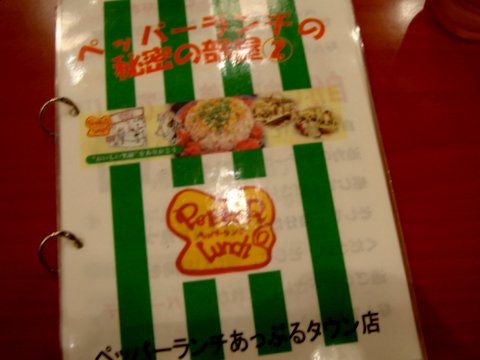 ペッパーランチの
秘密の部屋②
Pepper
ペッパーランチ
Lunch
ペッパーランチあっぷるタウン店